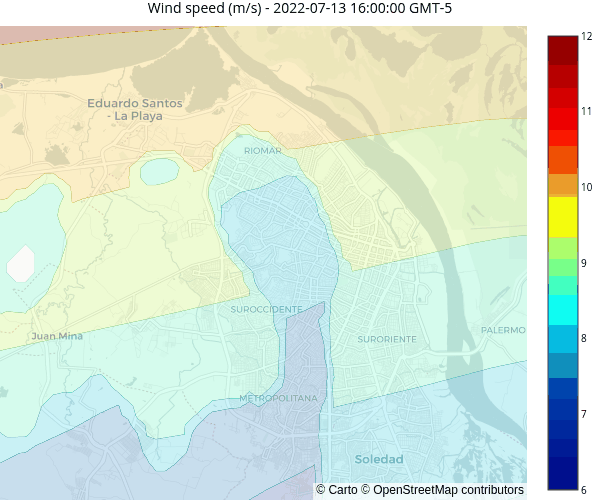 Wind speed (m/s) - 2022-07-13 16:00:00 GMT-5
Eduardo Santos
- La Playa
RIOMAR
SUROCCIDENTE
Juan Mina
SURORIENTE
PALERMO
METROPOLITANA
Soledad
© Carto © OpenStreetMap contributors
12
11
10
9
8
7
6